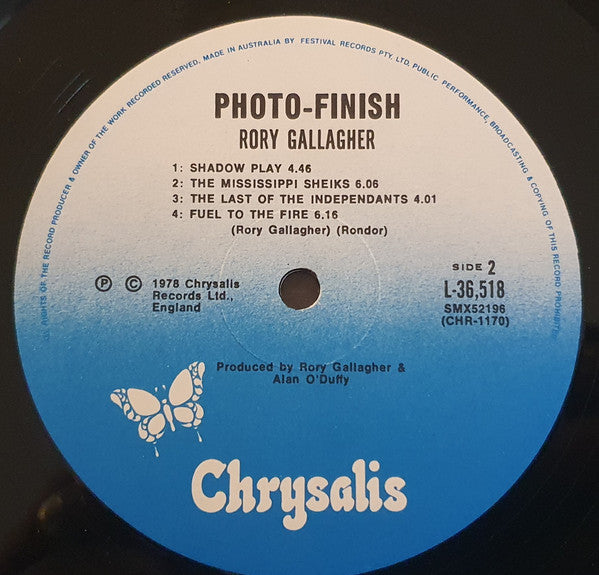 ALL RIGHTS OF THE RECORD PRODUCER & OWNER OF THE WORK RECORDED RESERVED. MADE IN AUSTRALIA BY FESTIVAL RECORDS PTY. LTD. PUBLIC PERFORMANCE, BROADCASTING & COPYING OF THIS RECORD PROHIBITED
PHOTO-FINISH
RORY GALLAGHER
1: SHADOW PLAY 4.46
2: THE MISSISSIPPI SHEIKS 6.06
3: THE LAST OF THE INDEPENDANTS 4.01
4: FUEL TO THE FIRE 6.16
(Rory Gallagher) (Rondor)
Ⓟ © 1978 Chrysalis
Records Ltd.,
England
SIDE 2
L-36,518
SMX52196
(CHR-1170)
Produced by Rory Gallagher &
Alan O'Duffy
Chrysalis